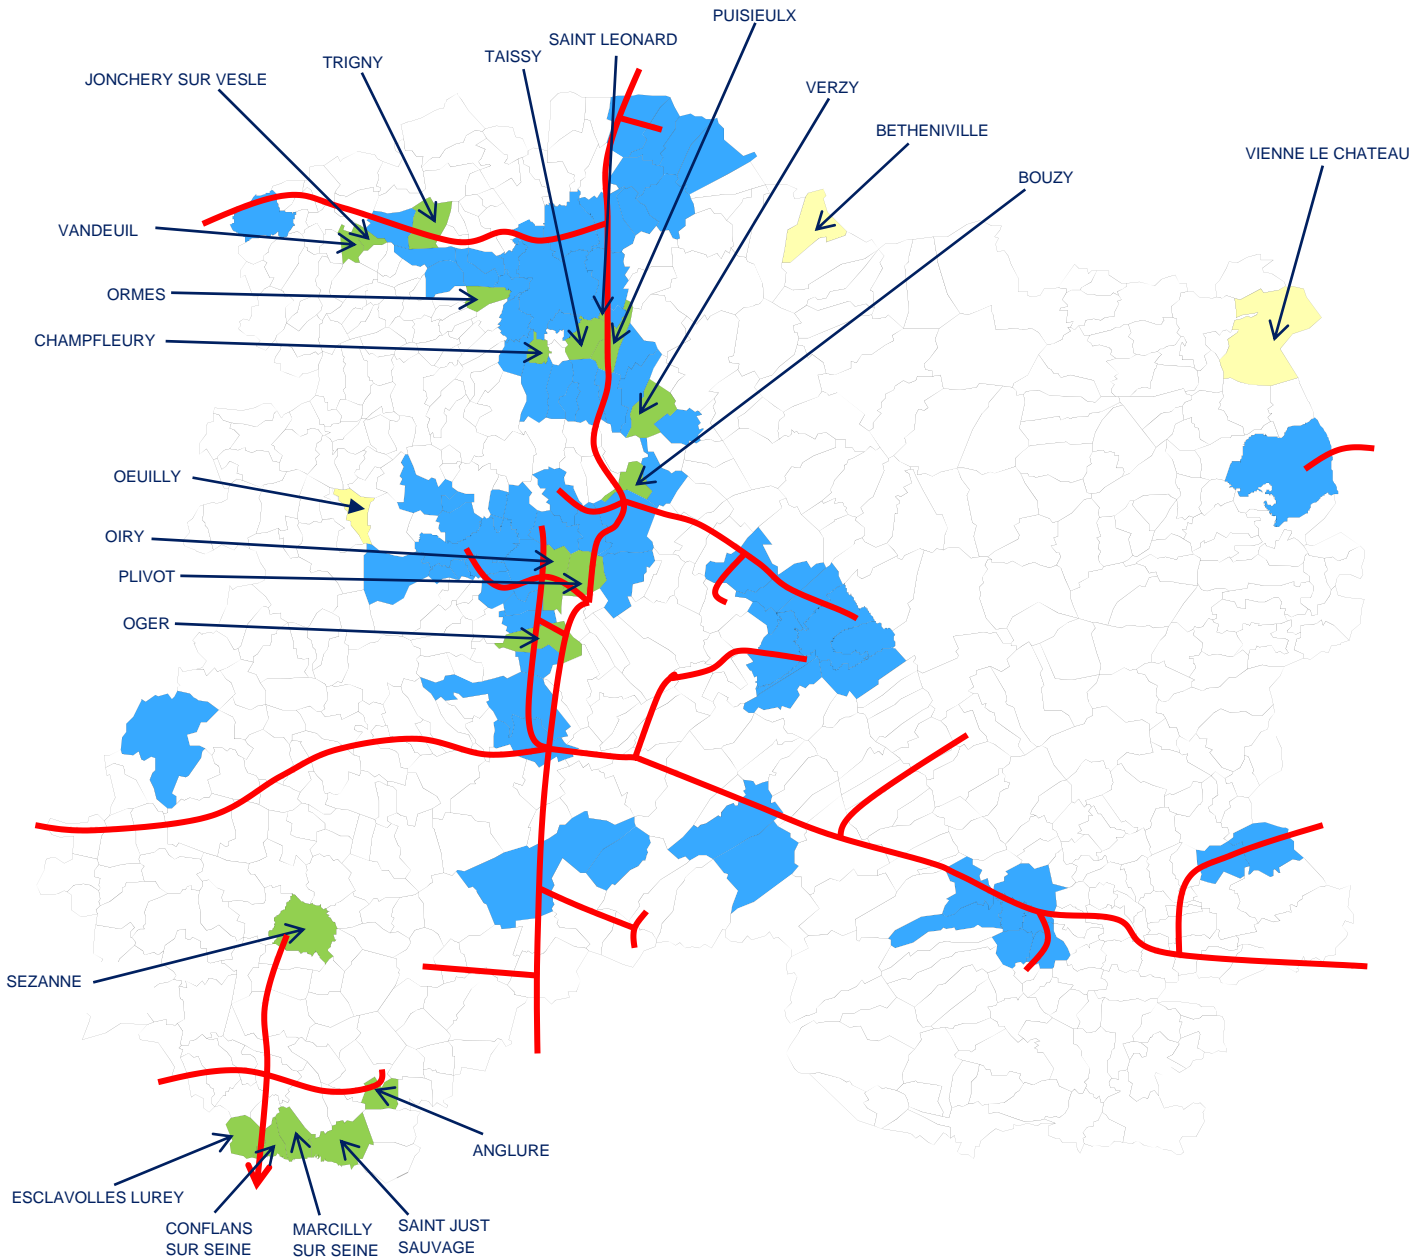 PUISIEULX
SAINT LEONARD
TAISSY
TRIGNY
JONCHERY SUR VESLE
VERZY
BETHENIVILLE
VIENNE LE CHATEAU
BOUZY
VANDEUIL
ORMES
CHAMPFLEURY
OEUILLY
OIRY
PLIVOT
OGER
SEZANNE
ANGLURE
ESCLAVOLLES LUREY
CONFLANS
SUR SEINE
MARCILLY
SUR SEINE
SAINT JUST
SAUVAGE